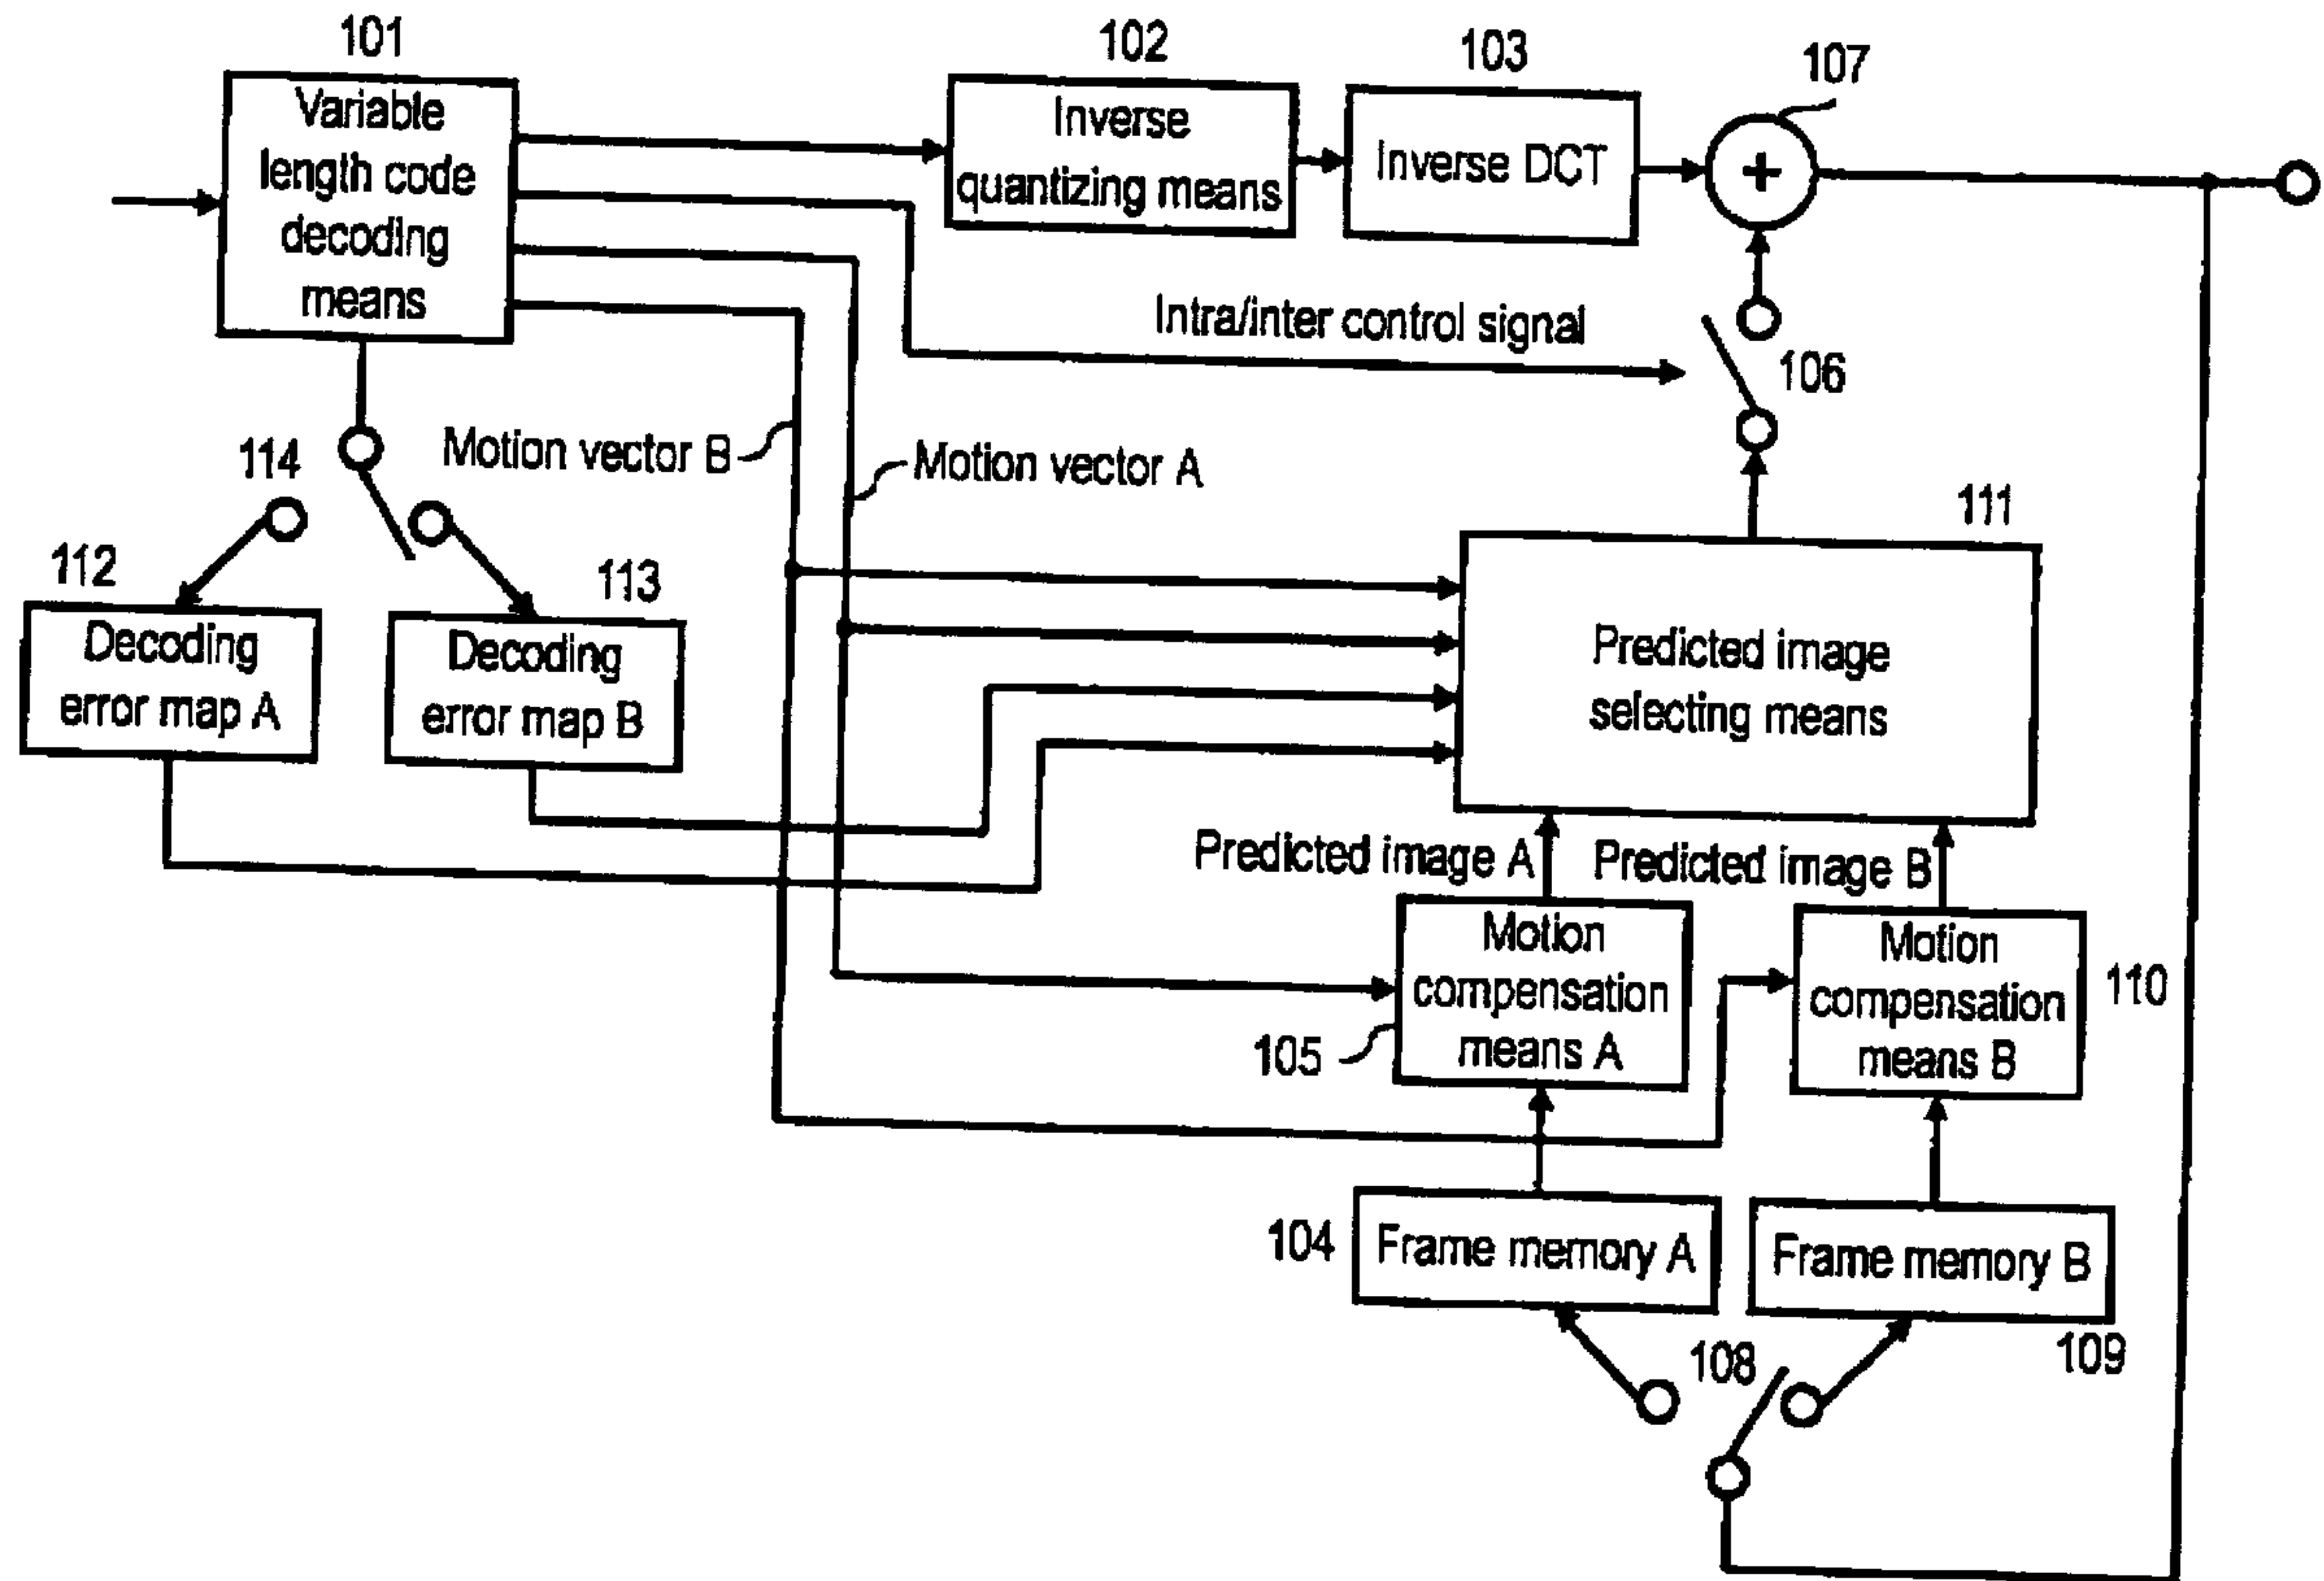 101
Variable
length code
decoding
means
102
Inverse
quantizing means
103
Inverse DCT
107
+
Intra/inter control signal
106
114
Motion vector B
Motion vector A
112
Decoding
error map A
113
Decoding
error map B
111
Predicted image
selecting means
Predicted image A
Predicted image B
Motion
compensation
means A
105
Motion
compensation
means B
110
104
Frame memory A
Frame memory B
108
109